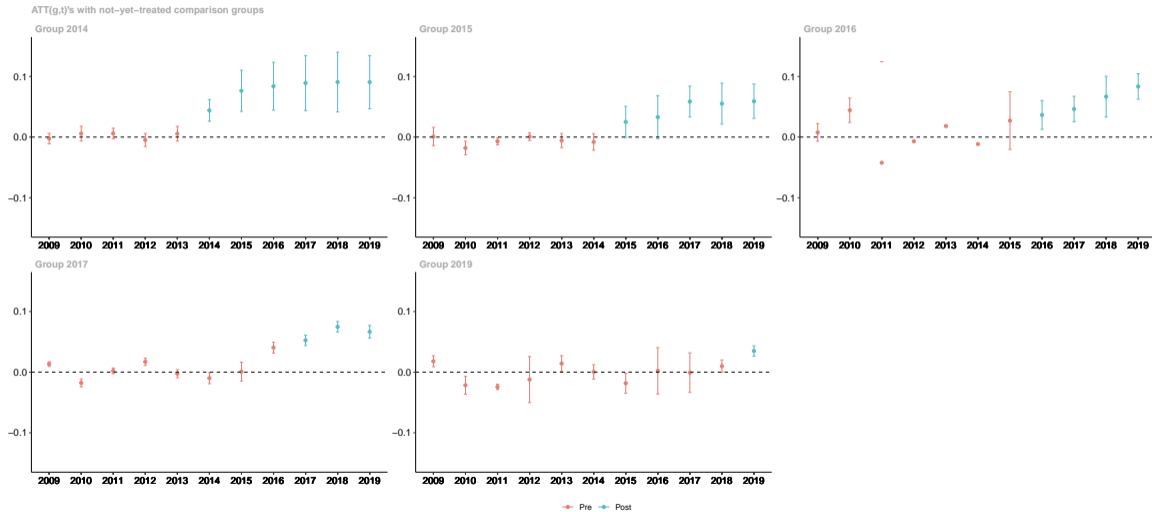 ATT(g,t)'s with not−yet−treated comparison groups
Group 2014
0.1
0.0
−0.1
2009 2010 2011 2012 2013 2014 2015 2016 2017 2018 2019
Group 2015
0.1
0.0
−0.1
2009 2010 2011 2012 2013 2014 2015 2016 2017 2018 2019
Group 2016
0.1
0.0
−0.1
2009 2010 2011 2012 2013 2014 2015 2016 2017 2018 2019
Group 2017
0.1
0.0
−0.1
2009 2010 2011 2012 2013 2014 2015 2016 2017 2018 2019
Group 2019
0.1
0.0
−0.1
2009 2010 2011 2012 2013 2014 2015 2016 2017 2018 2019
Pre Post